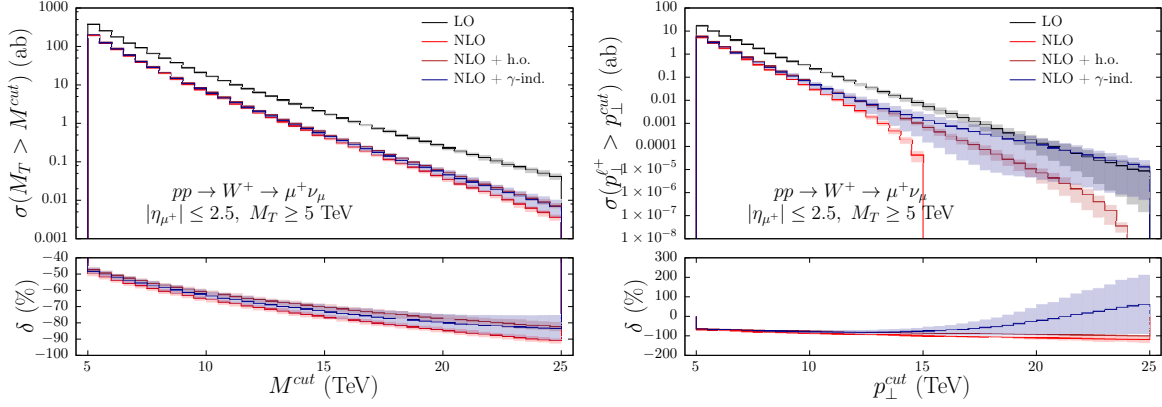 σ(M_T > M^{cut}) (ab)
1000
100
10
1
0.1
0.01
0.001
LO
NLO
NLO + h.o.
NLO + γ-ind.
pp → W⁺ → μ⁺ν_μ
|η_{μ⁺}| ≤ 2.5, M_T ≥ 5 TeV
δ (%)
−40
−50
−60
−70
−80
−90
−100
5
10
15
20
25
M^{cut} (TeV)
σ(p_⊥^{ℓ⁺} > p_⊥^{cut}) (ab)
100
10
1
0.1
0.01
0.001
0.0001
1 × 10⁻⁵
1 × 10⁻⁶
1 × 10⁻⁷
1 × 10⁻⁸
LO
NLO
NLO + h.o.
NLO + γ-ind.
pp → W⁺ → μ⁺ν_μ
|η_{μ⁺}| ≤ 2.5, M_T ≥ 5 TeV
δ (%)
300
200
100
0
−100
−200
5
10
15
20
25
p_⊥^{cut} (TeV)